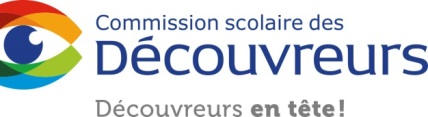 Commission scolaire des
Découvreurs
Découvreurs en tête!